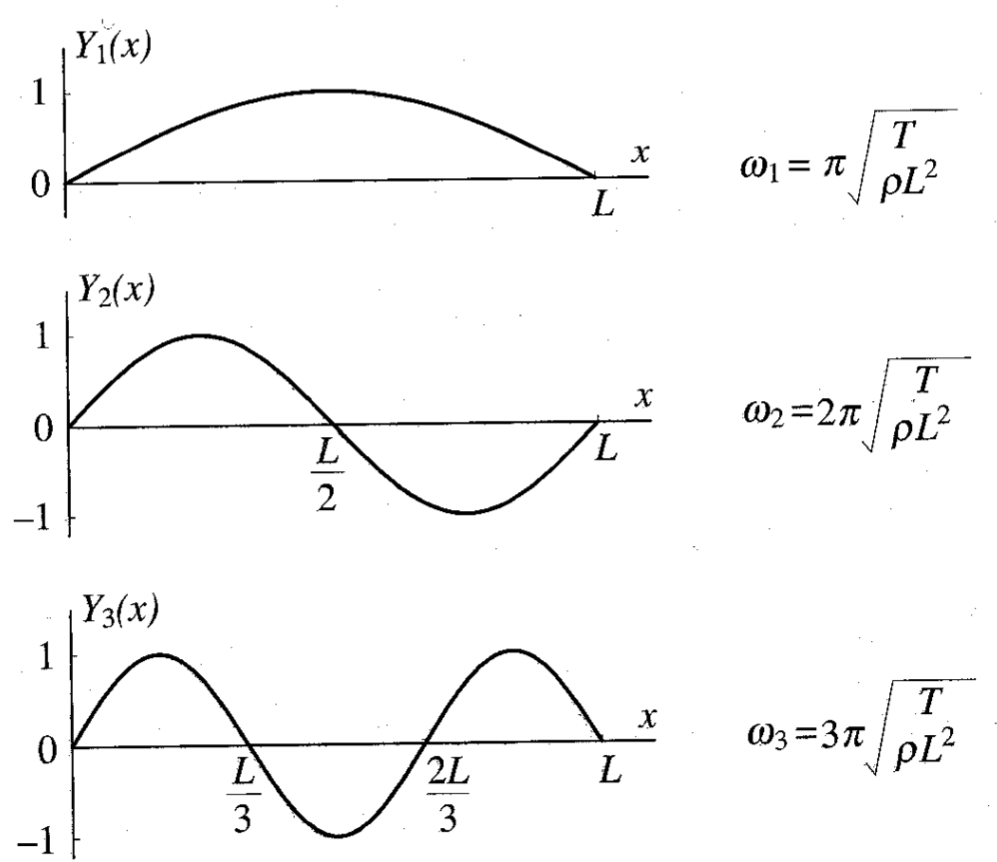 Y₁(x)
1
0
x
L
ω₁ = π√(T/ρL²)
Y₂(x)
1
0
-1
L/2
x
L
ω₂ = 2π√(T/ρL²)
Y₃(x)
1
0
-1
L/3
2L/3
x
L
ω₃ = 3π√(T/ρL²)